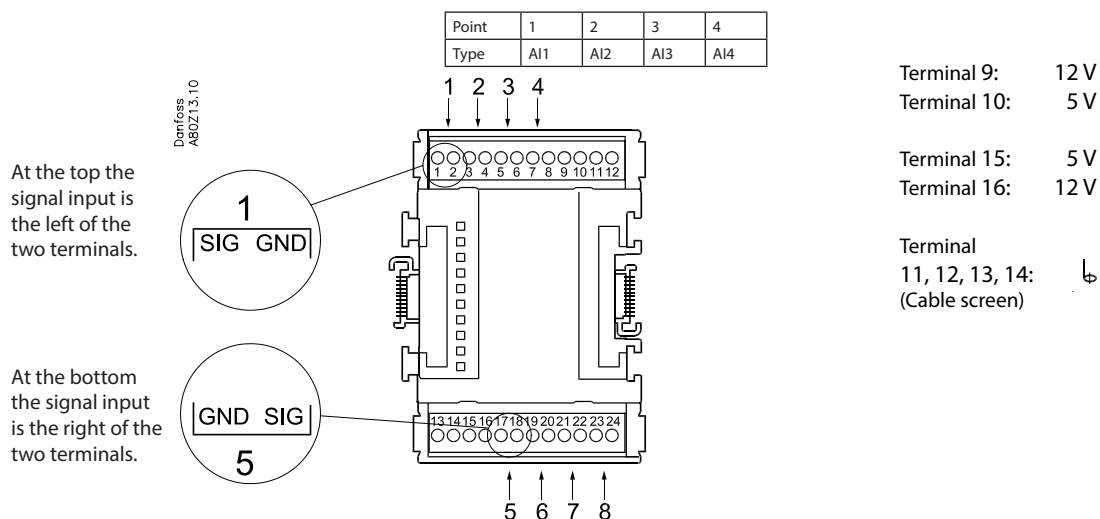 Point 1 2 3 4
Type AI1 AI2 AI3 AI4
1 2 3 4
Danfoss
A80Z13.10
At the top the
signal input is
the left of the
two terminals.
1
SIG GND
1 2 3 4 5 6 7 8 9 10 11 12
At the bottom
the signal input
is the right of the
two terminals.
GND SIG
5
13 14 15 16 17 18 19 20 21 22 23 24
5 6 7 8
Terminal 9: 12 V
Terminal 10: 5 V
Terminal 15: 5 V
Terminal 16: 12 V
Terminal
11, 12, 13, 14:
(Cable screen)